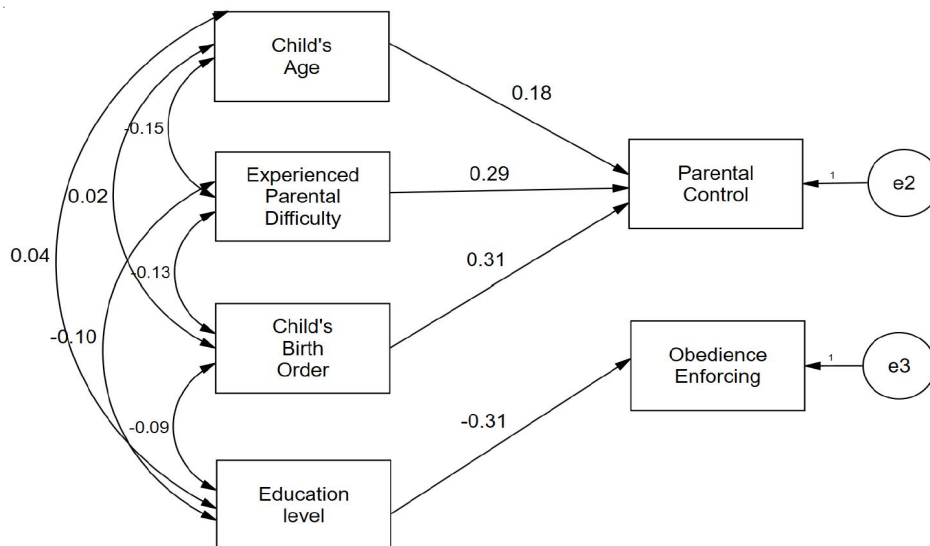 Child's
Age
0.18
-0.15
Experienced
Parental
Difficulty
0.29
Parental
Control
1
e2
0.02
0.04
-0.13
0.31
-0.10
Child's
Birth
Order
Obedience
Enforcing
1
e3
-0.09
-0.31
Education
level